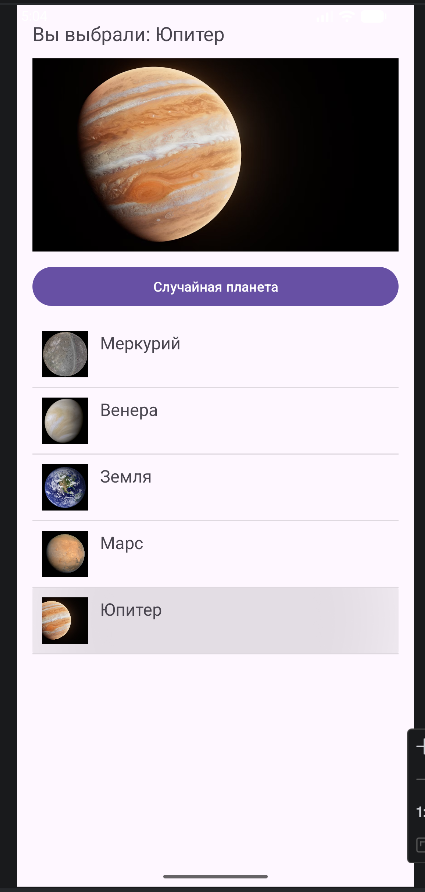 Вы выбрали: Юпитер
Случайная планета
Меркурий
Венера
Земля
Марс
Юпитер